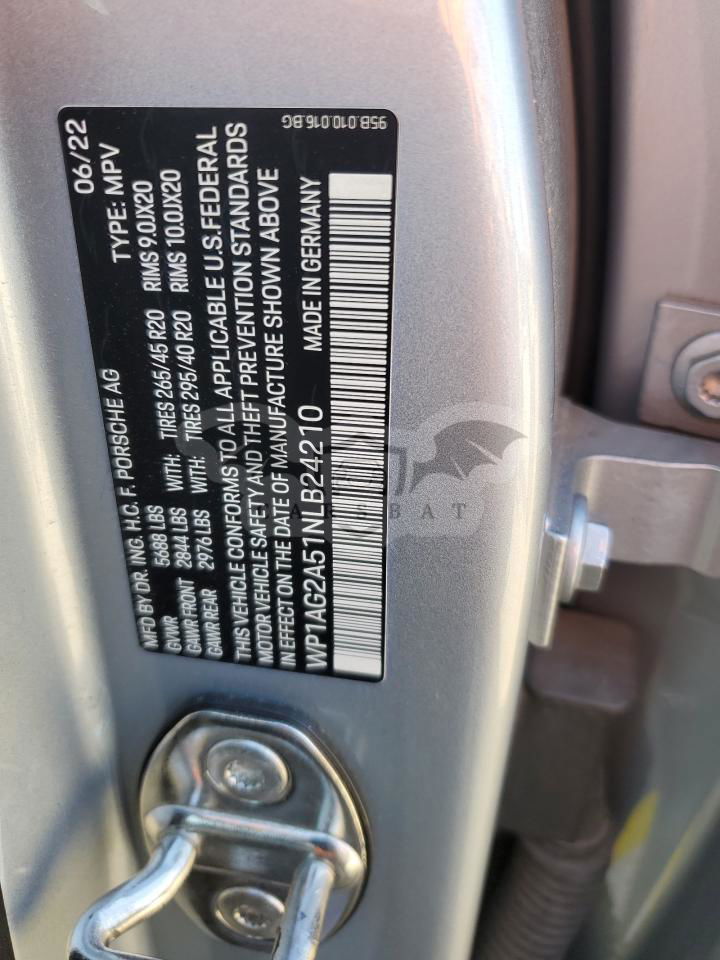 06/22
MFD BY DR. ING. H.C. F. PORSCHE AG TYPE: MPV
GVWR 5688 LBS WITH: TIRES 265/45 R20 RIMS 9.0JX20
GAWR FRONT 2844 LBS WITH: TIRES 295/40 R20 RIMS 10.0JX20
GAWR REAR 2976 LBS
THIS VEHICLE CONFORMS TO ALL APPLICABLE U.S.FEDERAL
MOTOR VEHICLE SAFETY AND THEFT PREVENTION STANDARDS
IN EFFECT ON THE DATE OF MANUFACTURE SHOWN ABOVE
WP1AG2A51NLB24210 MADE IN GERMANY
95B.010.016.BG